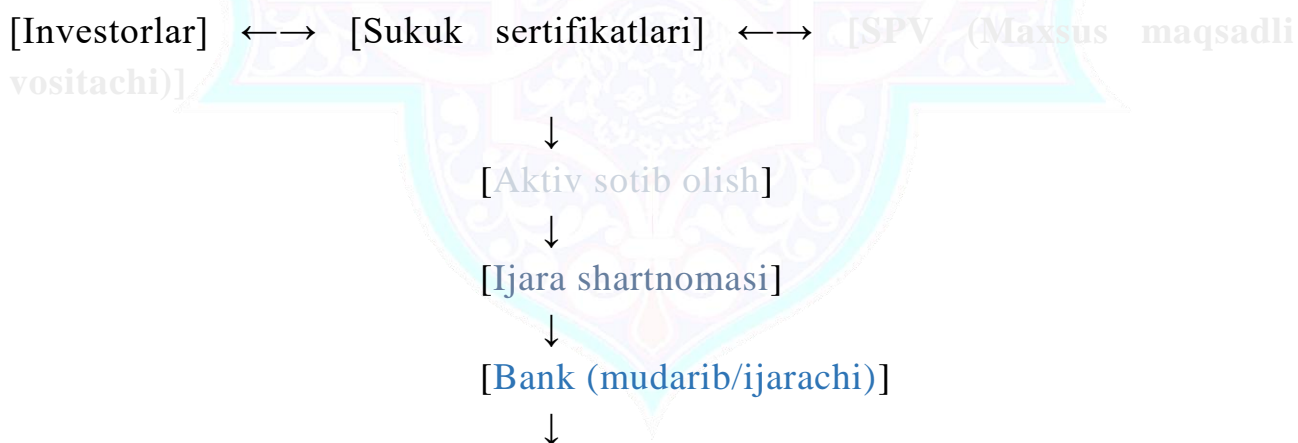 [Investorlar] ←→ [Sukuk sertifikatlari] ←→ [SPV (Maxsus maqsadli
vositachi)]
↓
[Aktiv sotib olish]
↓
[Ijara shartnomasi]
↓
[Bank (mudarib/ijarachi)]
↓